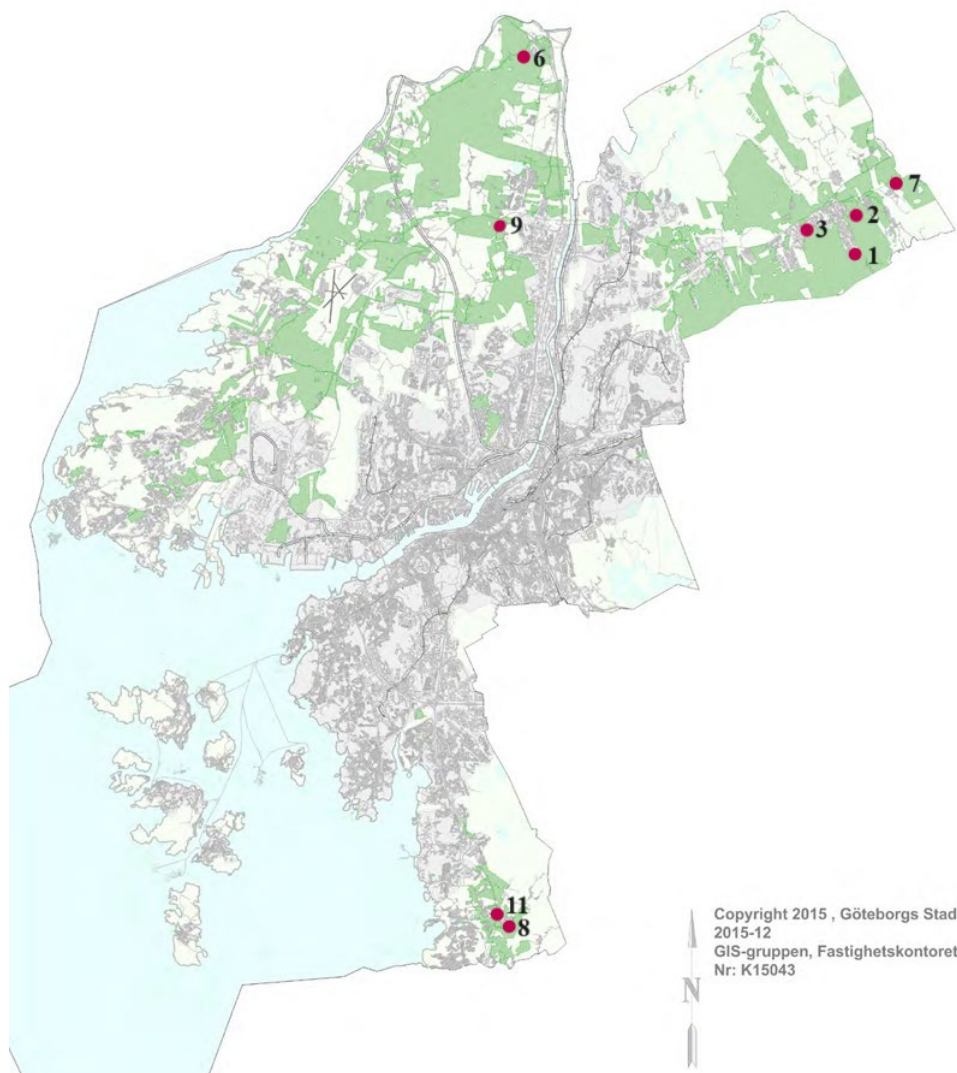 6
7
2
9
3
1
11
8
Copyright 2015 , Göteborgs Stad
2015-12
GIS-gruppen, Fastighetskontoret
Nr: K15043
N